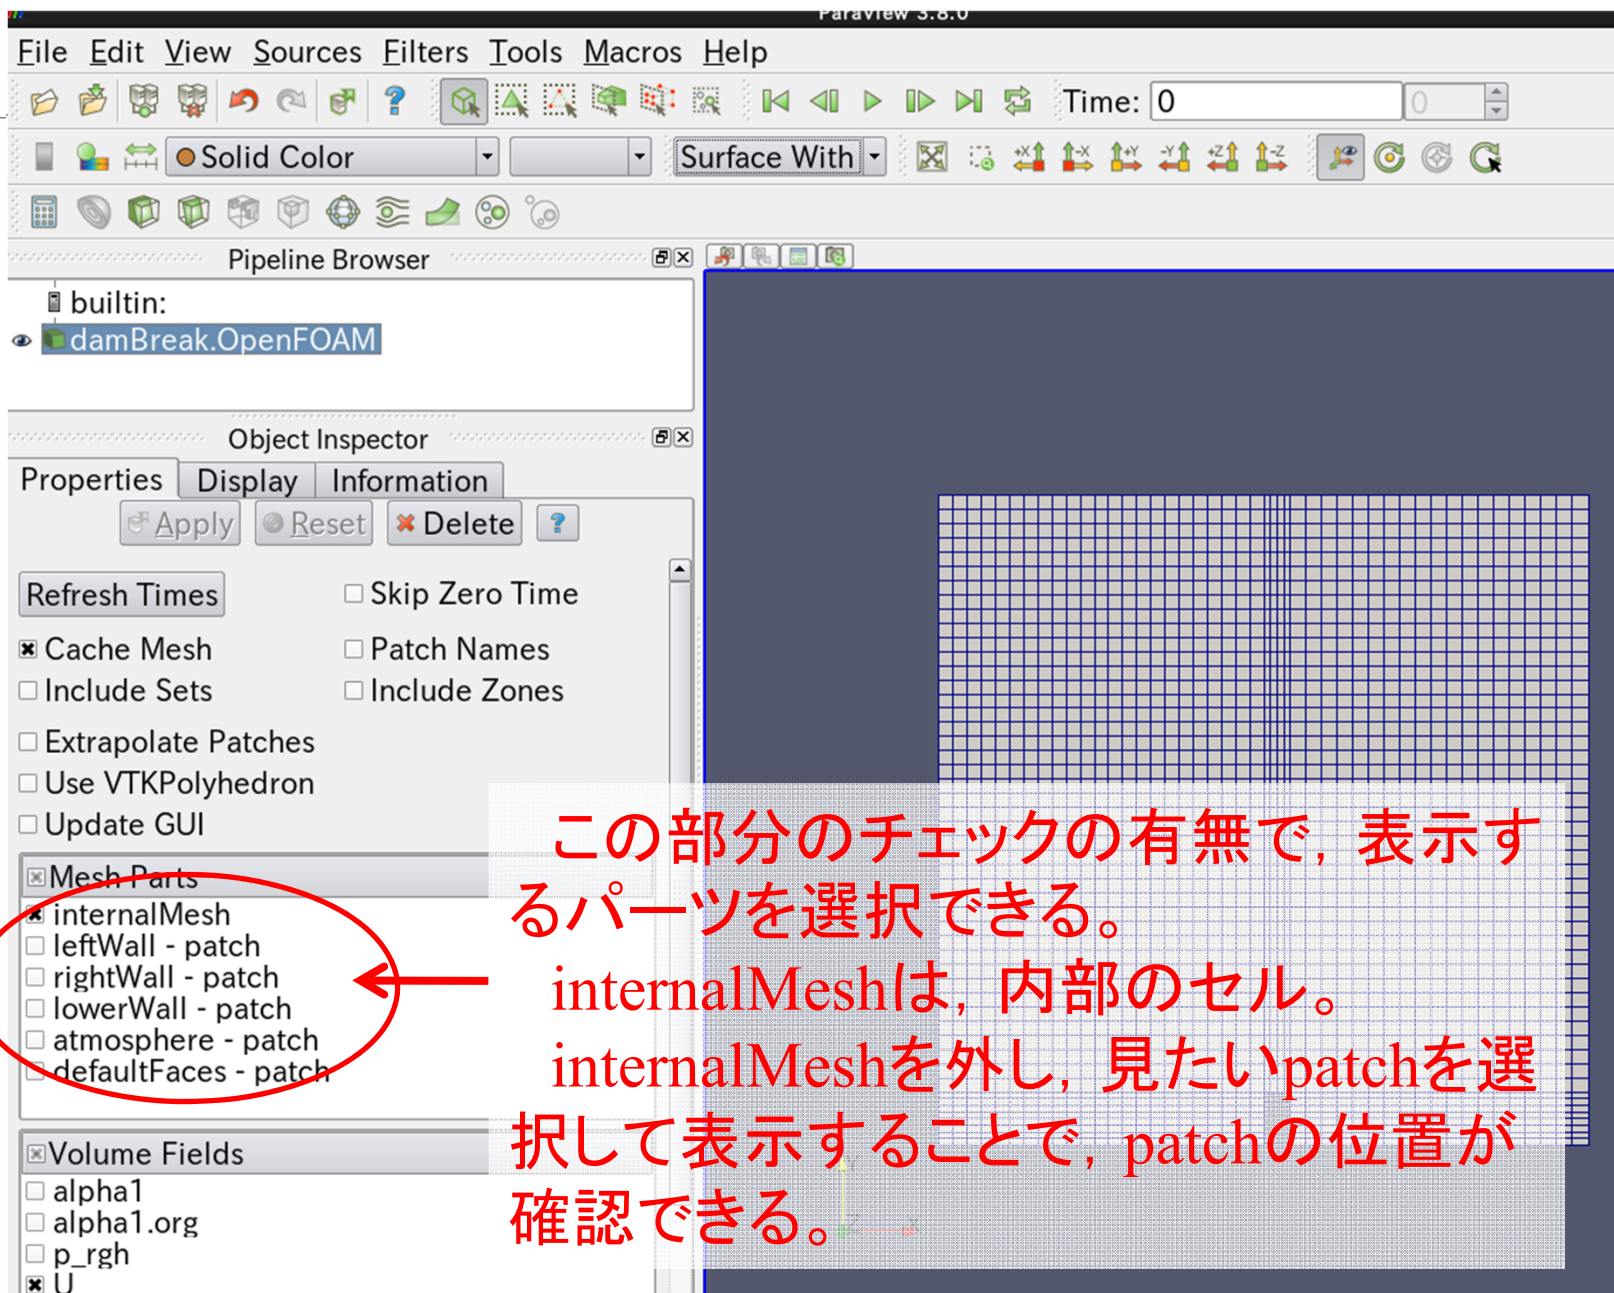 ParaView 3.8.0
File Edit View Sources Filters Tools Macros Help
Time: 0 0
Solid Color Surface With
Pipeline Browser
builtin:
damBreak.OpenFOAM
Object Inspector
Properties Display Information
Apply Reset Delete ?
Refresh Times Skip Zero Time
Cache Mesh Patch Names
Include Sets Include Zones
Extrapolate Patches
Use VTKPolyhedron
Update GUI
Mesh Parts
internalMesh
leftWall - patch
rightWall - patch
lowerWall - patch
atmosphere - patch
defaultFaces - patch
Volume Fields
alpha1
alpha1.org
p_rgh
U
この部分のチェックの有無で，表示す
るパーツを選択できる。
internalMeshは，内部のセル。
internalMeshを外し，見たいpatchを選
択して表示することで，patchの位置が
確認できる。
Y
Z X